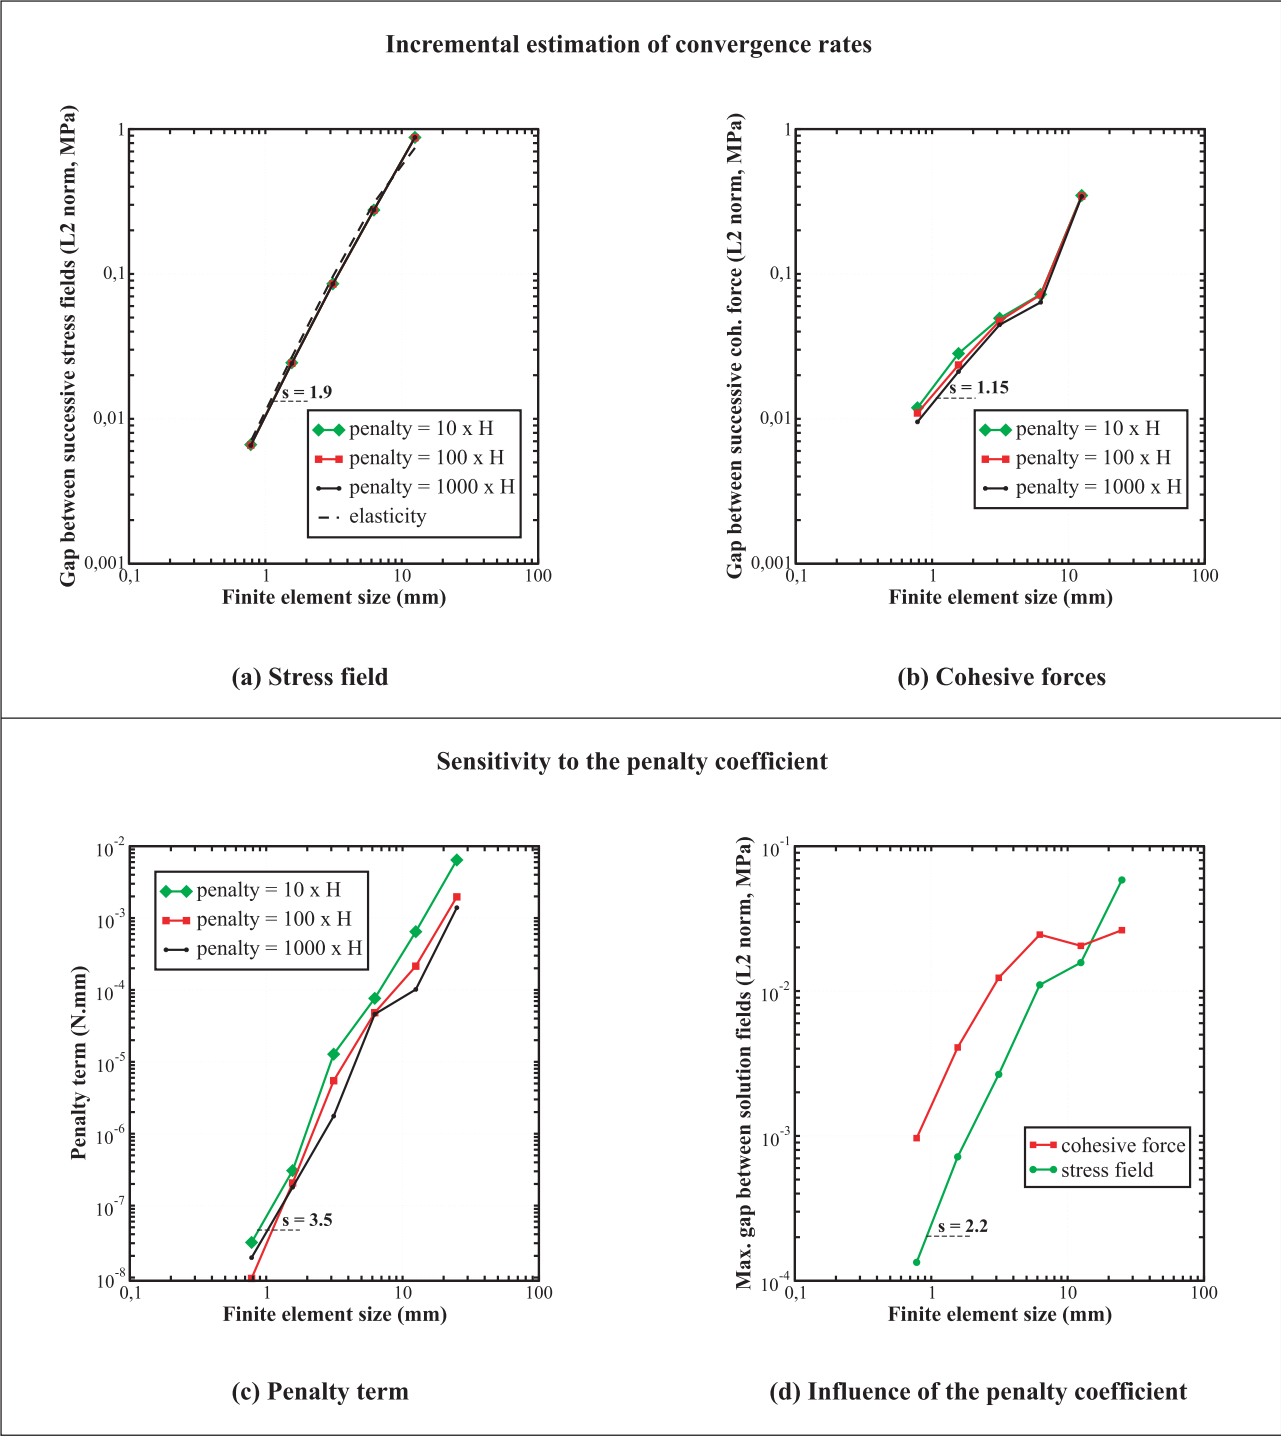 Incremental estimation of convergence rates
Gap between successive stress fields (L2 norm, MPa)
1
0,1
0,01
0,001
s = 1.9
penalty = 10 x H
penalty = 100 x H
penalty = 1000 x H
elasticity
0,1 1 10 100
Finite element size (mm)
(a) Stress field
Gap between successive coh. force (L2 norm, MPa)
1
0,1
0,01
0,001
s = 1.15
penalty = 10 x H
penalty = 100 x H
penalty = 1000 x H
0,1 1 10 100
Finite element size (mm)
(b) Cohesive forces
Sensitivity to the penalty coefficient
Penalty term (N.mm)
10-2
10-3
10-4
10-5
10-6
10-7
10-8
penalty = 10 x H
penalty = 100 x H
penalty = 1000 x H
s = 3.5
0,1 1 10 100
Finite element size (mm)
(c) Penalty term
Max. gap between solution fields (L2 norm, MPa)
10-1
10-2
10-3
10-4
cohesive force
stress field
s = 2.2
0,1 1 10 100
Finite element size (mm)
(d) Influence of the penalty coefficient